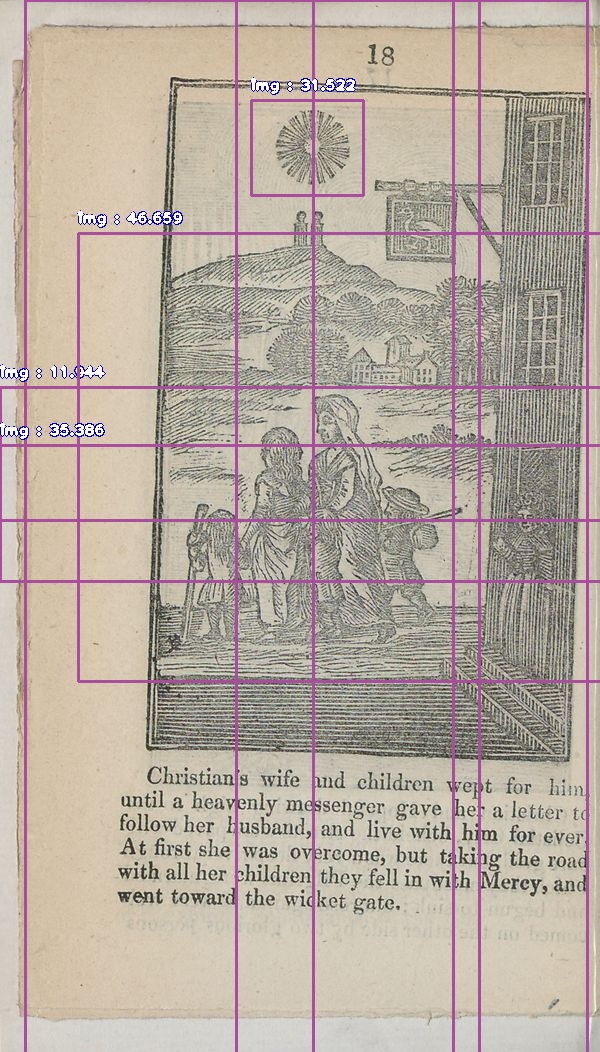 18
img : 31.522
img : 46.659
img : 11.944
img : 35.386
Christian's wife and children wept for him,
until a heavenly messenger gave her a letter to
follow her husband, and live with him for ever.
At first she was overcome, but taking the road
with all her children they fell in with Mercy, and
went toward the wicket gate.